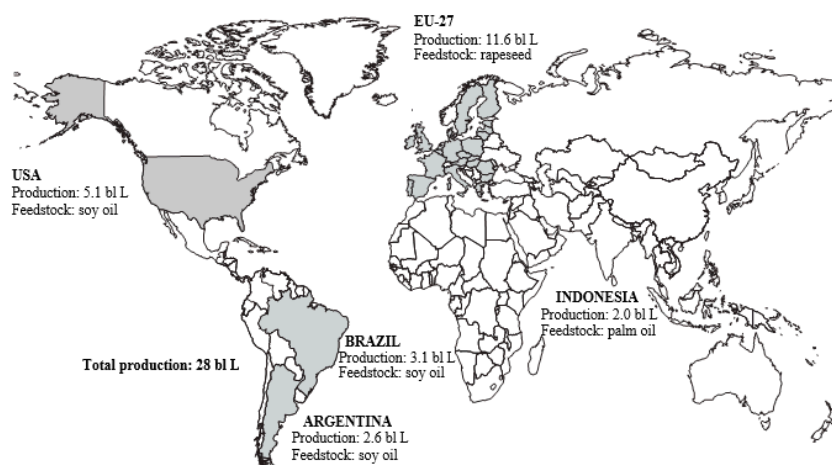 EU-27
Production: 11.6 bl L
Feedstock: rapeseed
USA
Production: 5.1 bl L
Feedstock: soy oil
INDONESIA
Production: 2.0 bl L
Feedstock: palm oil
BRAZIL
Production: 3.1 bl L
Feedstock: soy oil
Total production: 28 bl L
ARGENTINA
Production: 2.6 bl L
Feedstock: soy oil